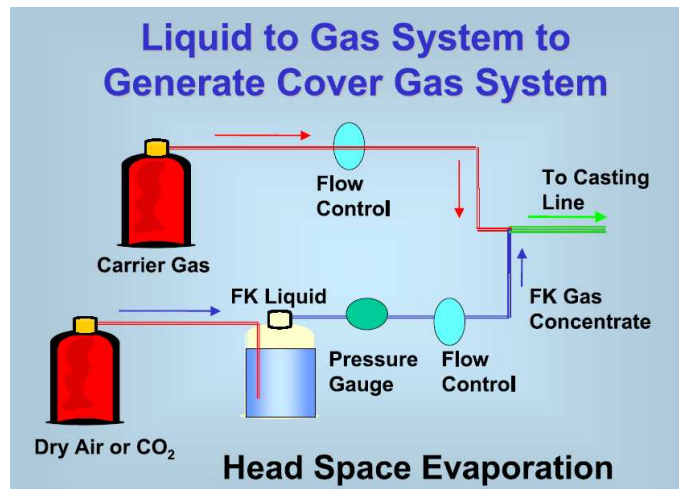 Liquid to Gas System to
Generate Cover Gas System
Flow
Control
To Casting
Line
Carrier Gas
FK Liquid
FK Gas
Concentrate
Pressure
Gauge
Flow
Control
Dry Air or CO₂
Head Space Evaporation